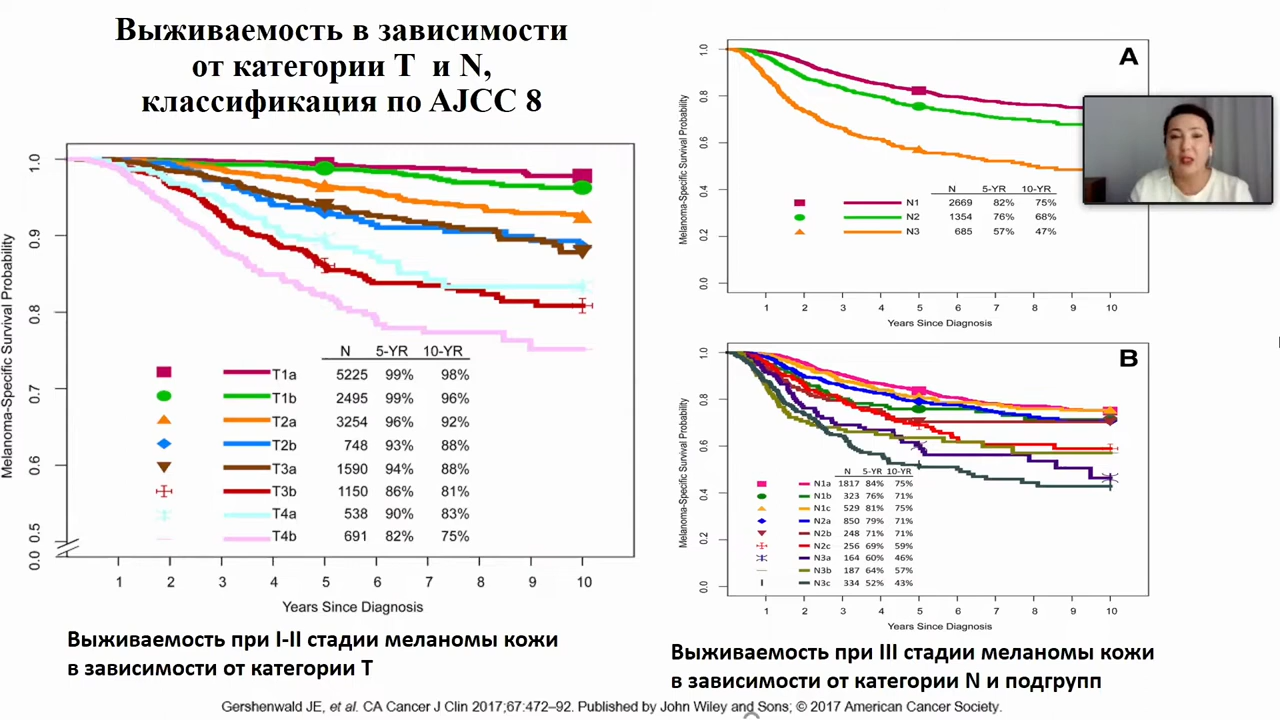 Выживаемость в зависимости
от категории T и N,
классификация по AJCC 8
Melanoma-Specific Survival Probability
1.0
0.9
0.8
0.7
0.6
0.5
0.0
N 5-YR 10-YR
T1a 5225 99% 98%
T1b 2495 99% 96%
T2a 3254 96% 92%
T2b 748 93% 88%
T3a 1590 94% 88%
T3b 1150 86% 81%
T4a 538 90% 83%
T4b 691 82% 75%
1 2 3 4 5 6 7 8 9 10
Years Since Diagnosis
Выживаемость при I-II стадии меланомы кожи
в зависимости от категории T
A
Melanoma-Specific Survival Probability
1.0
0.8
0.6
0.4
0.2
0.0
N 5-YR 10-YR
N1 2669 82% 75%
N2 1354 76% 68%
N3 685 57% 47%
1 2 3 4 5 6 7 8 9 10
Years Since Diagnosis
B
Melanoma-Specific Survival Probability
1.0
0.8
0.6
0.4
0.2
0.0
N 5-YR 10-YR
N1a 1817 84% 75%
N1b 323 76% 71%
N1c 529 81% 75%
N2a 850 79% 71%
N2b 248 71% 71%
N2c 256 69% 59%
N3a 164 60% 46%
N3b 187 64% 57%
N3c 334 52% 43%
1 2 3 4 5 6 7 8 9 10
Years Since Diagnosis
Выживаемость при III стадии меланомы кожи
в зависимости от категории N и подгрупп
Gershenwald JE, et al. CA Cancer J Clin 2017;67:472–92. Published by John Wiley and Sons; © 2017 American Cancer Society.